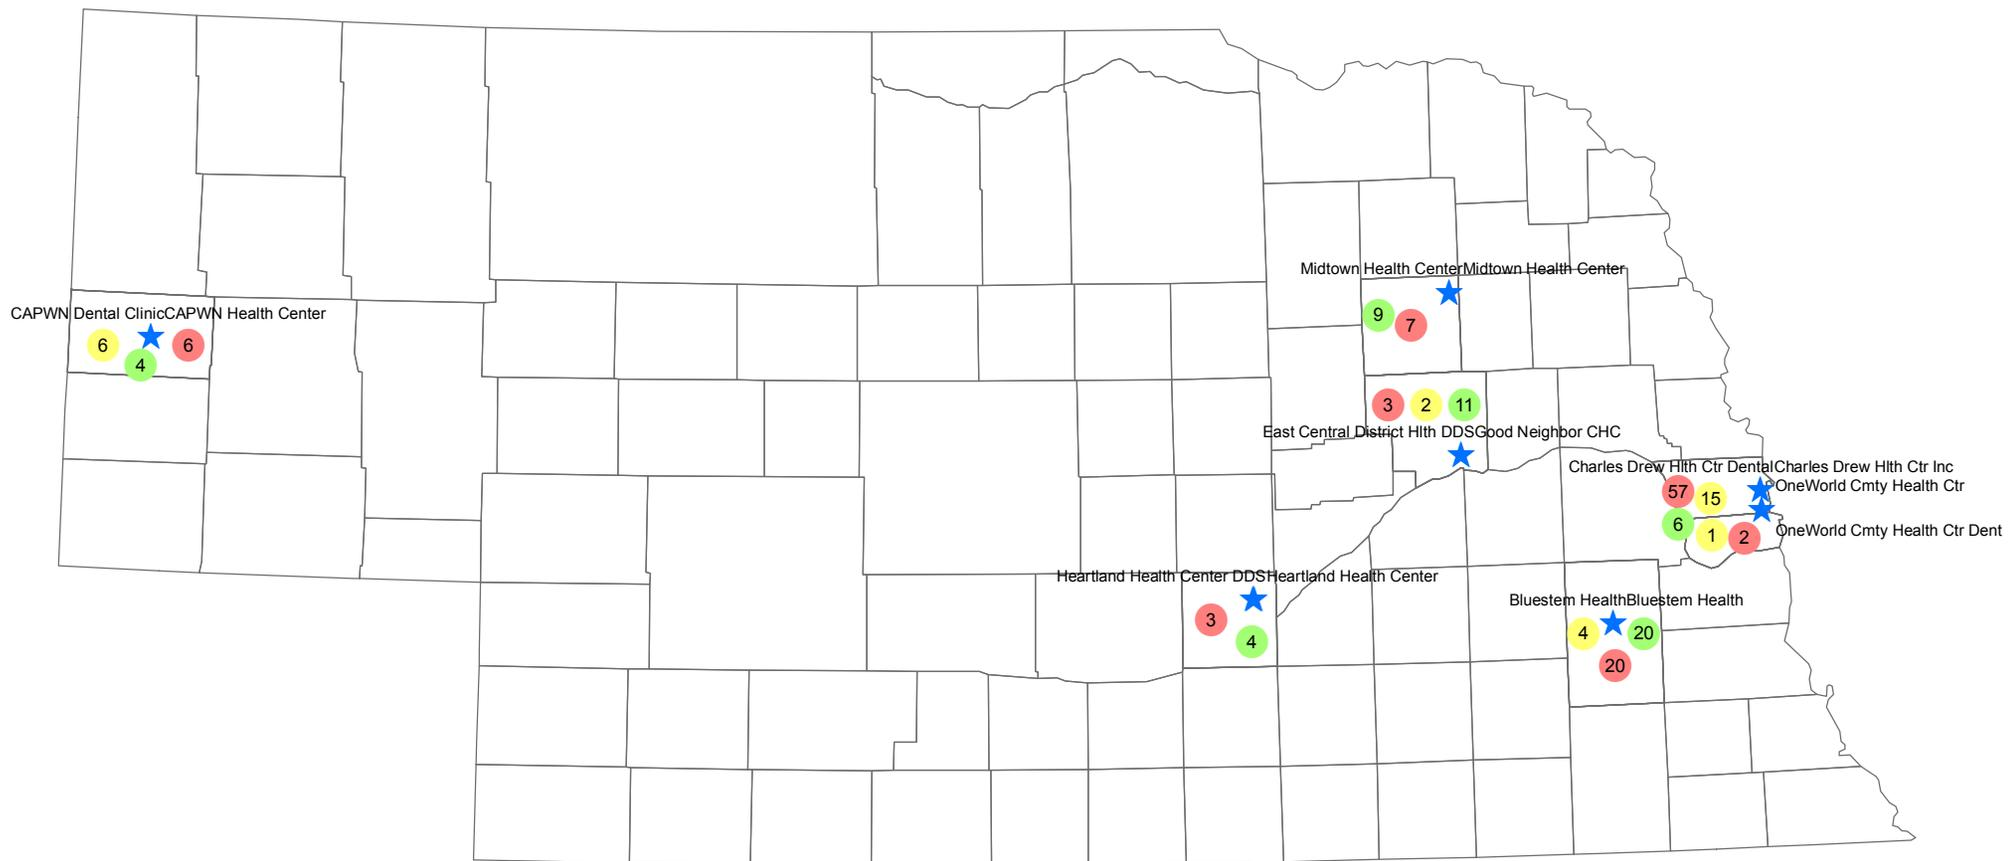 Midtown Health CenterMidtown Health Center
9
7
CAPWN Dental ClinicCAPWN Health Center
6
6
4
3
2
11
East Central District Hlth DDSGood Neighbor CHC
Charles Drew Hlth Ctr DentalCharles Drew Hlth Ctr Inc
OneWorld Cmty Health Ctr
57
15
6
1
2
OneWorld Cmty Health Ctr Dent
Heartland Health Center DDSHeartland Health Center
3
4
Bluestem HealthBluestem Health
4
20
20